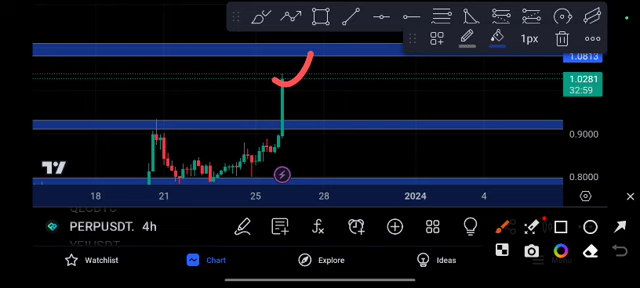 1px
1.0813
1.0281
32:59
0.9000
0.8000
18 21 25 28 2024 4
PERPUSDT. 4h
Watchlist Chart Explore Ideas